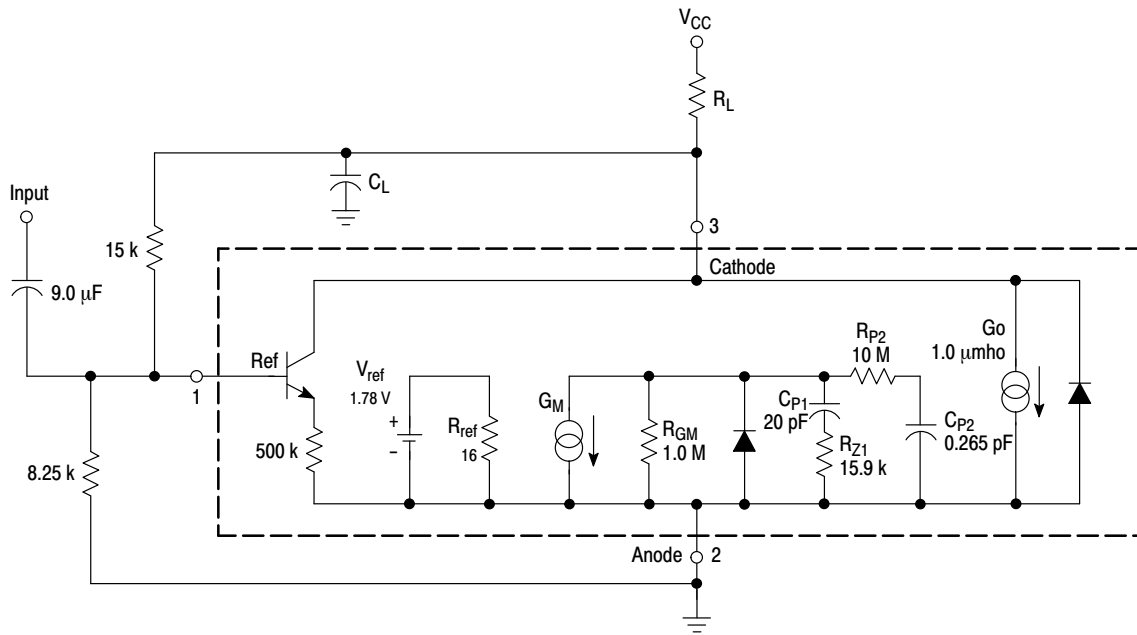 VCC
RL
CL
Input
15 k
3
Cathode
9.0 µF
Go
1.0 µmho
RP2
10 M
Ref
Vref
1.78 V
1
GM
CP1
20 pF
CP2
0.265 pF
+
–
Rref
16
RGM
1.0 M
RZ1
15.9 k
500 k
8.25 k
Anode
2